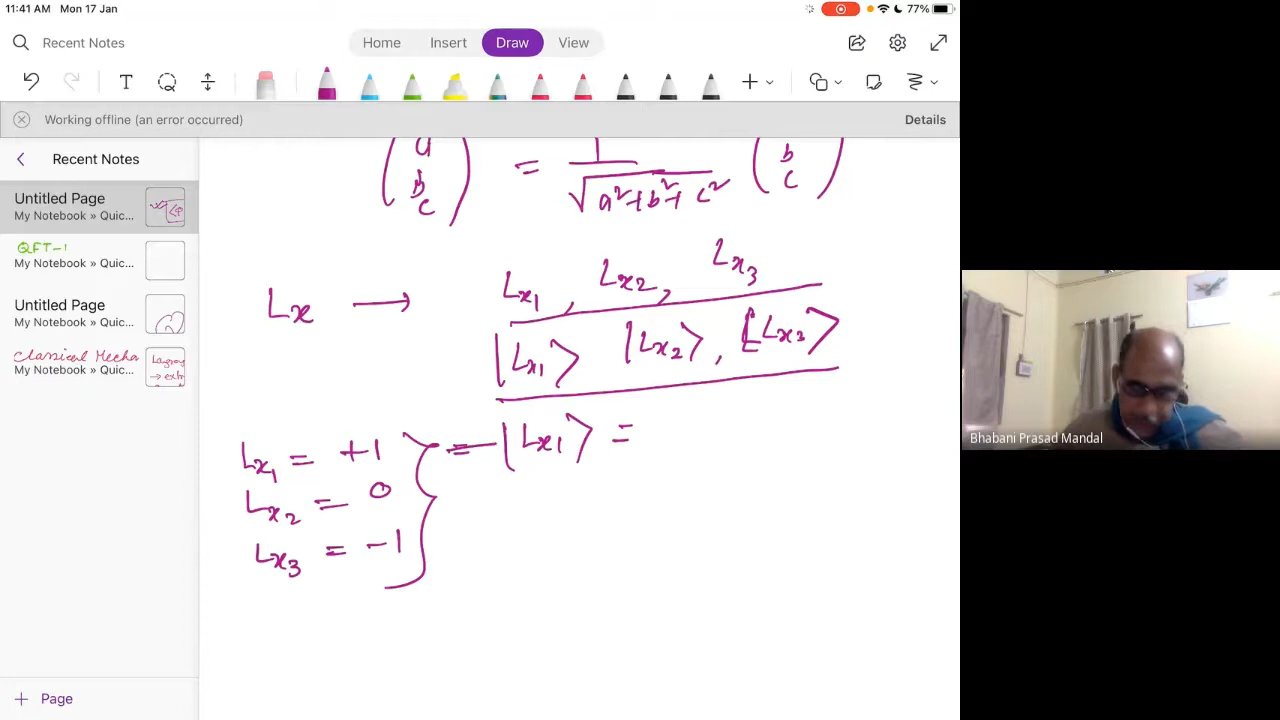 11:41 AM Mon 17 Jan
77%
Recent Notes
Home Insert Draw View
Working offline (an error occurred)
Details
Recent Notes
Untitled Page
My Notebook » Quic...
QFT-1
My Notebook » Quic...
Untitled Page
My Notebook » Quic...
Classical Mecha
My Notebook » Quic...
Page
(a b c) = 1/√(a²+b²+c²) (b c)
Lx → Lx₁, Lx₂, Lx₃
|Lx₁⟩ |Lx₂⟩, |Lx₃⟩
Lx₁ = +1
Lx₂ = 0
Lx₃ = -1
} = |Lx₁⟩ =
Bhabani Prasad Mandal